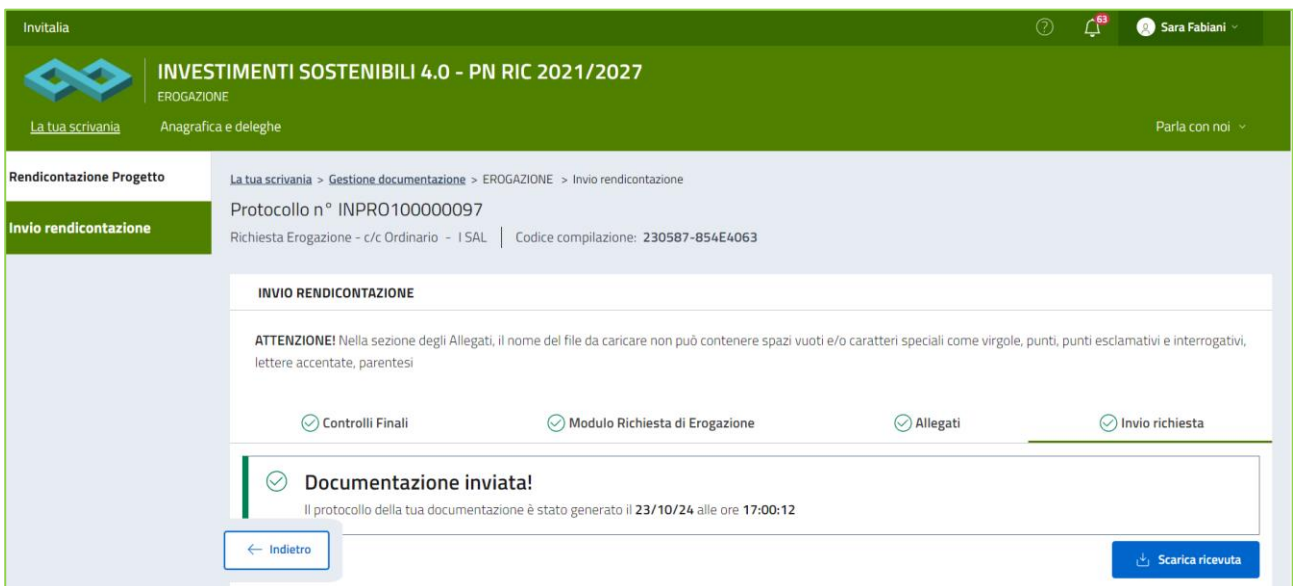 Invitalia
63
Sara Fabiani
INVESTIMENTI SOSTENIBILI 4.0 - PN RIC 2021/2027
EROGAZIONE
La tua scrivania Anagrafica e deleghe Parla con noi
Rendicontazione Progetto
Invio rendicontazione
La tua scrivania > Gestione documentazione > EROGAZIONE > Invio rendicontazione
Protocollo n° INPRO100000097
Richiesta Erogazione - c/c Ordinario - I SAL Codice compilazione: 230587-854E4063
INVIO RENDICONTAZIONE
ATTENZIONE! Nella sezione degli Allegati, il nome del file da caricare non può contenere spazi vuoti e/o caratteri speciali come virgole, punti, punti esclamativi e interrogativi,
lettere accentate, parentesi
Controlli Finali Modulo Richiesta di Erogazione Allegati Invio richiesta
Documentazione inviata!
Il protocollo della tua documentazione è stato generato il 23/10/24 alle ore 17:00:12
← Indietro
Scarica ricevuta